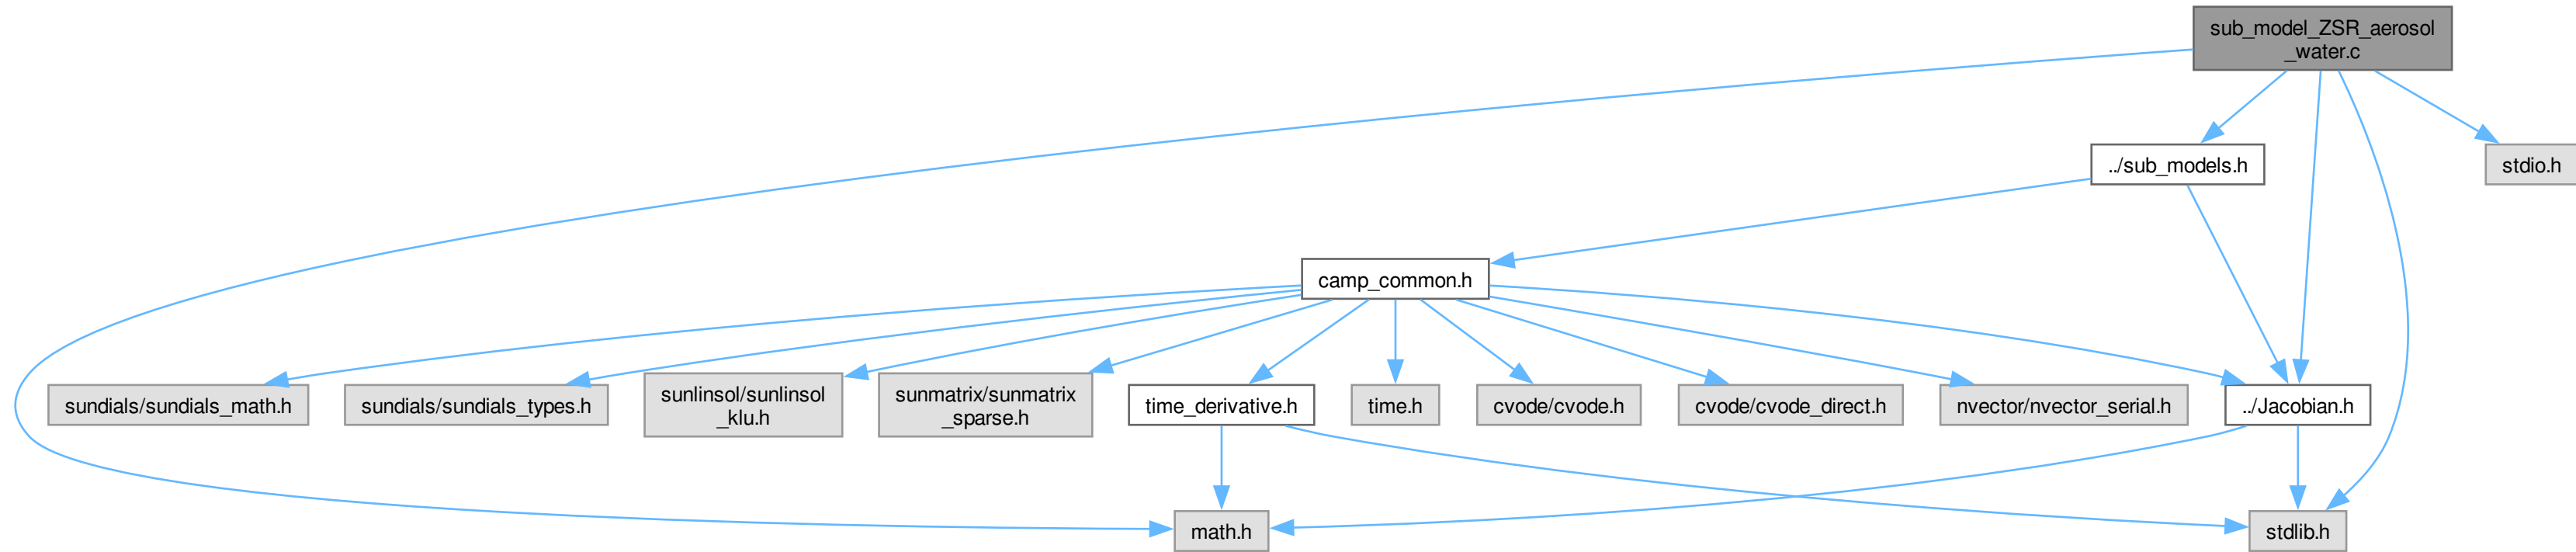 sub_model_ZSR_aerosol
_water.c
../sub_models.h
stdio.h
camp_common.h
sundials/sundials_math.h
sundials/sundials_types.h
sunlinsol/sunlinsol
_klu.h
sunmatrix/sunmatrix
_sparse.h
time_derivative.h
time.h
cvode/cvode.h
cvode/cvode_direct.h
nvector/nvector_serial.h
../Jacobian.h
math.h
stdlib.h